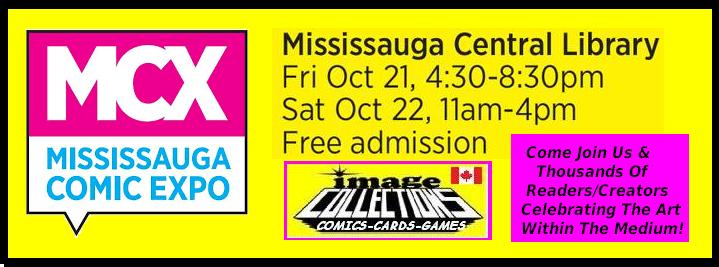 MCX
MISSISSAUGA
COMIC EXPO
Mississauga Central Library
Fri Oct 21, 4:30-8:30pm
Sat Oct 22, 11am-4pm
Free admission
image
COLLECTIONS
COMICS-CARDS-GAMES
Come Join Us &
Thousands Of
Readers/Creators
Celebrating The Art
Within The Medium!